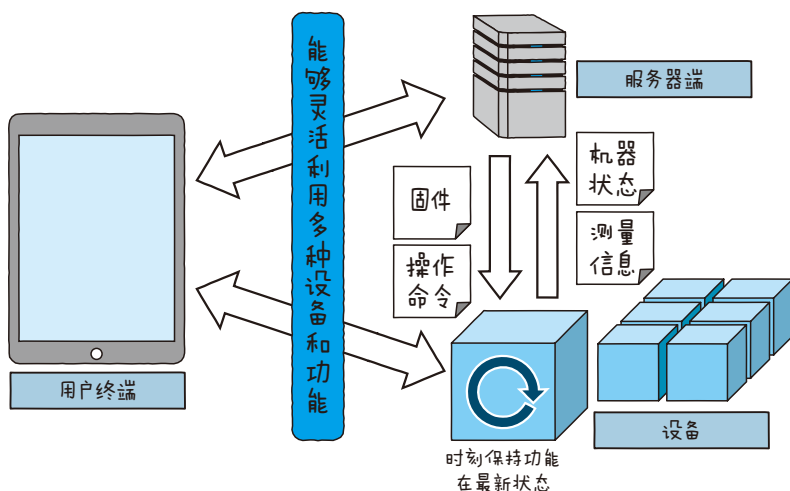 能够灵活利用多种设备和功能
服务器端
机器
状态
固件
测量
信息
操作
命令
用户终端
设备
时刻保持功能
在最新状态